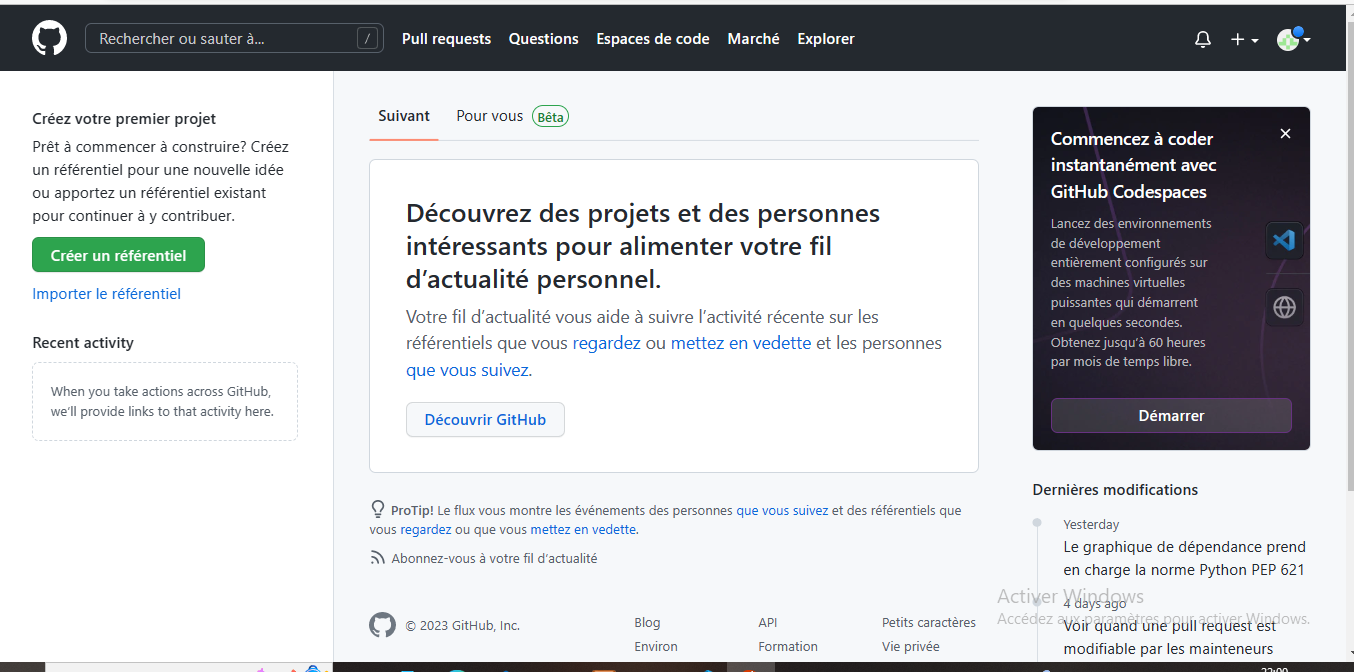 Rechercher ou sauter à...
/
Pull requests
Questions
Espaces de code
Marché
Explorer
Créez votre premier projet
Prêt à commencer à construire? Créez
un référentiel pour une nouvelle idée
ou apportez un référentiel existant
pour continuer à y contribuer.
Créer un référentiel
Importer le référentiel
Recent activity
When you take actions across GitHub,
we'll provide links to that activity here.
Suivant
Pour vous
Bêta
Découvrez des projets et des personnes
intéressants pour alimenter votre fil
d'actualité personnel.
Votre fil d'actualité vous aide à suivre l'activité récente sur les
référentiels que vous regardez ou mettez en vedette et les personnes
que vous suivez.
Découvrir GitHub
ProTip! Le flux vous montre les événements des personnes que vous suivez et des référentiels que
vous regardez ou que vous mettez en vedette.
Abonnez-vous à votre fil d'actualité
© 2023 GitHub, Inc.
Blog
Environ
API
Formation
Petits caractères
Vie privée
Commencez à coder
instantanément avec
GitHub Codespaces
Lancez des environnements
de développement
entièrement configurés sur
des machines virtuelles
puissantes qui démarrent
en quelques secondes.
Obtenez jusqu'à 60 heures
par mois de temps libre.
Démarrer
Dernières modifications
Yesterday
Le graphique de dépendance prend
en charge la norme Python PEP 621
4 days ago
Voir quand une pull request est
modifiable par les mainteneurs
Activer Windows
Accédez aux paramètres pour activer Windows.